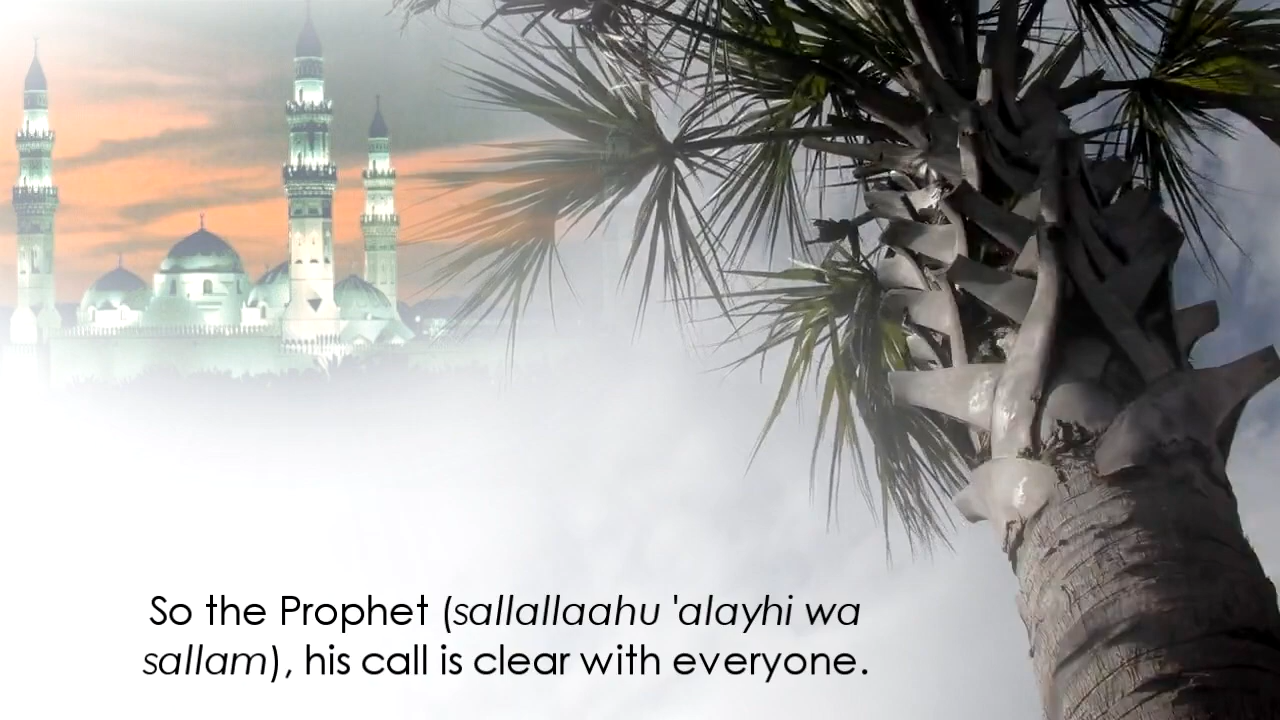 So the Prophet (sallallaahu 'alayhi wa
sallam), his call is clear with everyone.